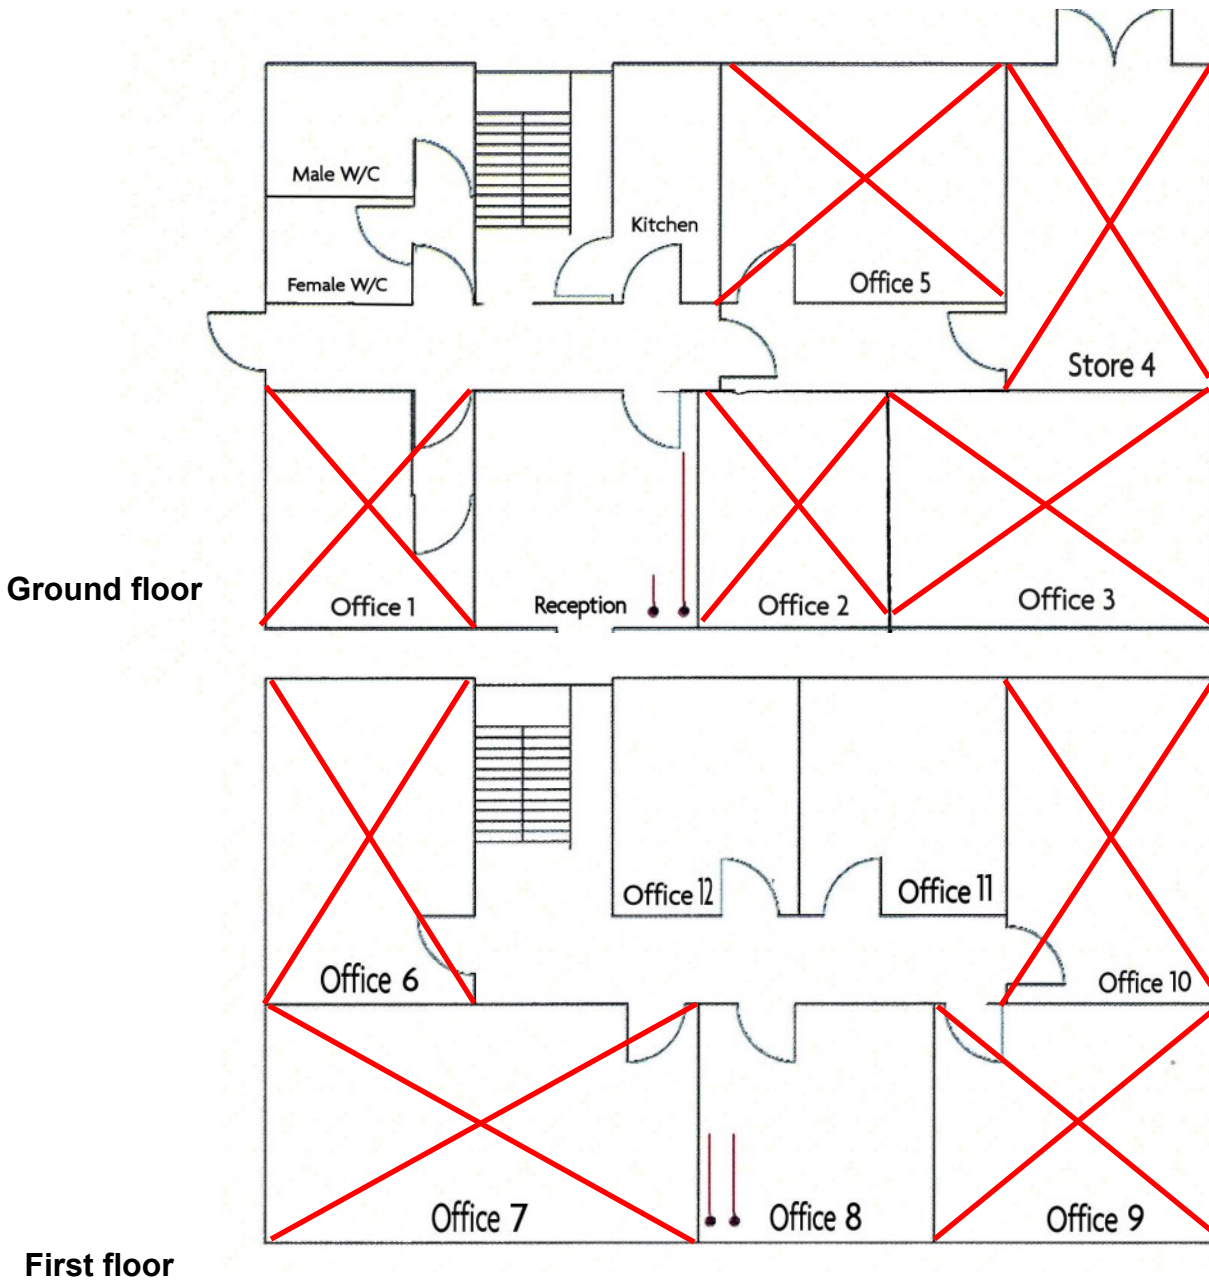 Male W/C
Kitchen
Female W/C
Office 5
Store 4
Ground floor
Office 1
Reception
Office 2
Office 3
Office 12
Office 11
Office 6
Office 10
Office 7
Office 8
Office 9
First floor